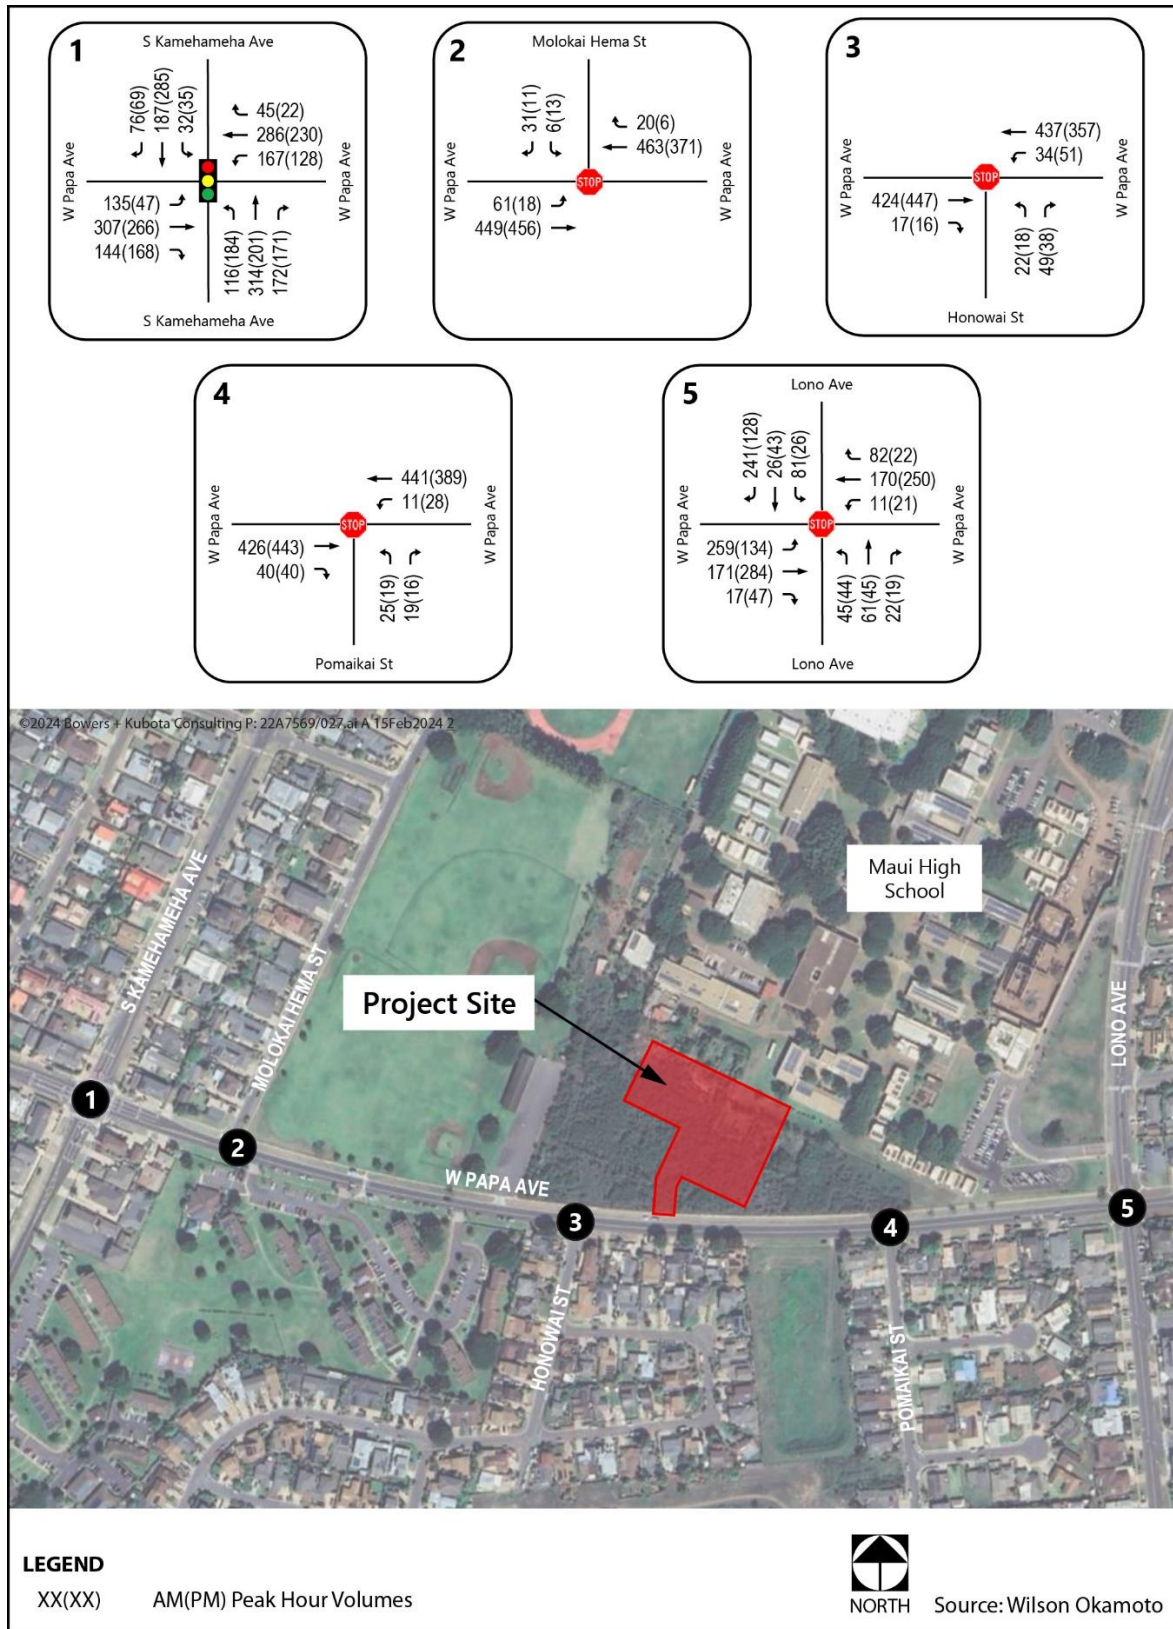 1
S Kamehameha Ave
76(69)
187(285)
32(35)
45(22)
286(230)
167(128)
W Papa Ave
W Papa Ave
135(47)
307(266)
144(168)
116(184)
314(201)
172(171)
S Kamehameha Ave
2
Molokai Hema St
31(11)
6(13)
20(6)
463(371)
W Papa Ave
W Papa Ave
STOP
61(18)
449(456)
3
437(357)
34(51)
W Papa Ave
W Papa Ave
STOP
424(447)
17(16)
22(18)
49(38)
Honowai St
4
441(389)
11(28)
W Papa Ave
W Papa Ave
STOP
426(443)
40(40)
25(19)
19(16)
Pomaikai St
5
Lono Ave
241(128)
26(43)
81(26)
82(22)
170(250)
11(21)
W Papa Ave
W Papa Ave
STOP
259(134)
171(284)
17(47)
45(44)
61(45)
22(19)
Lono Ave
©2024 Bowers + Kubota Consulting P: 22A7569/027.ai A 15Feb2024 2
Maui High
School
S KAMEHAMEHA AVE
MOLOKAI HEMA ST
Project Site
LONO AVE
1
2
W PAPA AVE
3
4
5
HONOWAI ST
POMAIKAI ST
LEGEND
XX(XX) AM(PM) Peak Hour Volumes
NORTH
Source: Wilson Okamoto